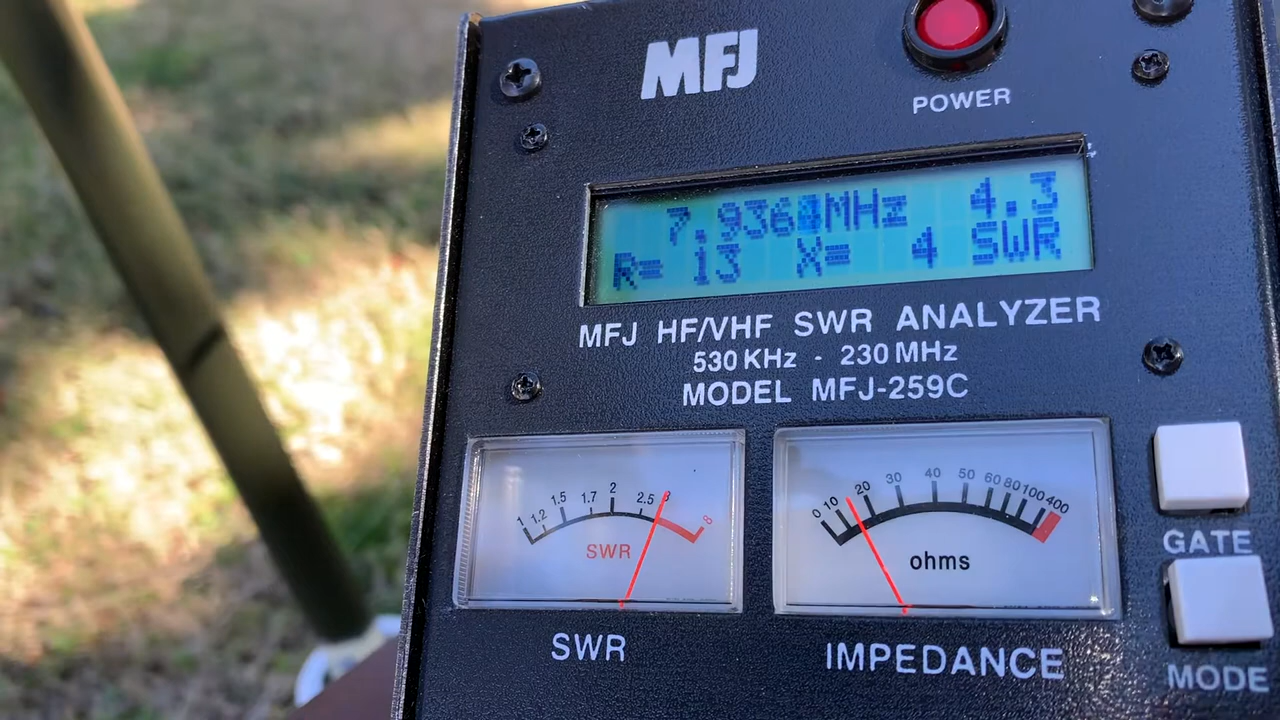 MFJ
POWER
MHz 4.3
R= 13 X= 4 SWR
MFJ HF/VHF SWR ANALYZER
530 KHz - 230 MHz
MODEL MFJ-259C
1 1.2 1.5 1.7 2 2.5 3 8
SWR
0 10 20 30 40 50 60 80 100 400
ohms
GATE
SWR
IMPEDANCE
MODE